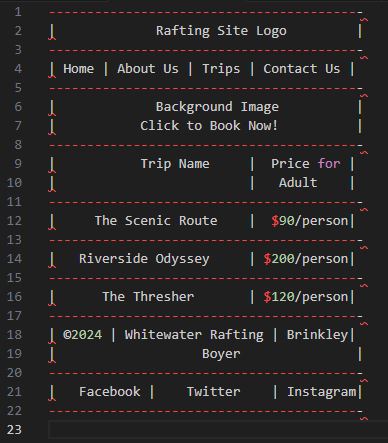 1 ----------------------------------------
2 |             Rafting Site Logo         |
3 ----------------------------------------
4 | Home | About Us | Trips | Contact Us |
5 ----------------------------------------
6 |             Background Image          |
7 |           Click to Book Now!          |
8 ----------------------------------------
9 |           Trip Name     |  Price for |
10 |                         |   Adult    |
11 ----------------------------------------
12 |     The Scenic Route    |  $90/person|
13 ----------------------------------------
14 |   Riverside Odyssey     | $200/person|
15 ----------------------------------------
16 |      The Thresher       | $120/person|
17 ----------------------------------------
18 | ©2024 | Whitewater Rafting | Brinkley|
19 |                   Boyer               |
20 ----------------------------------------
21 |   Facebook |    Twitter    | Instagram|
22 ----------------------------------------
23